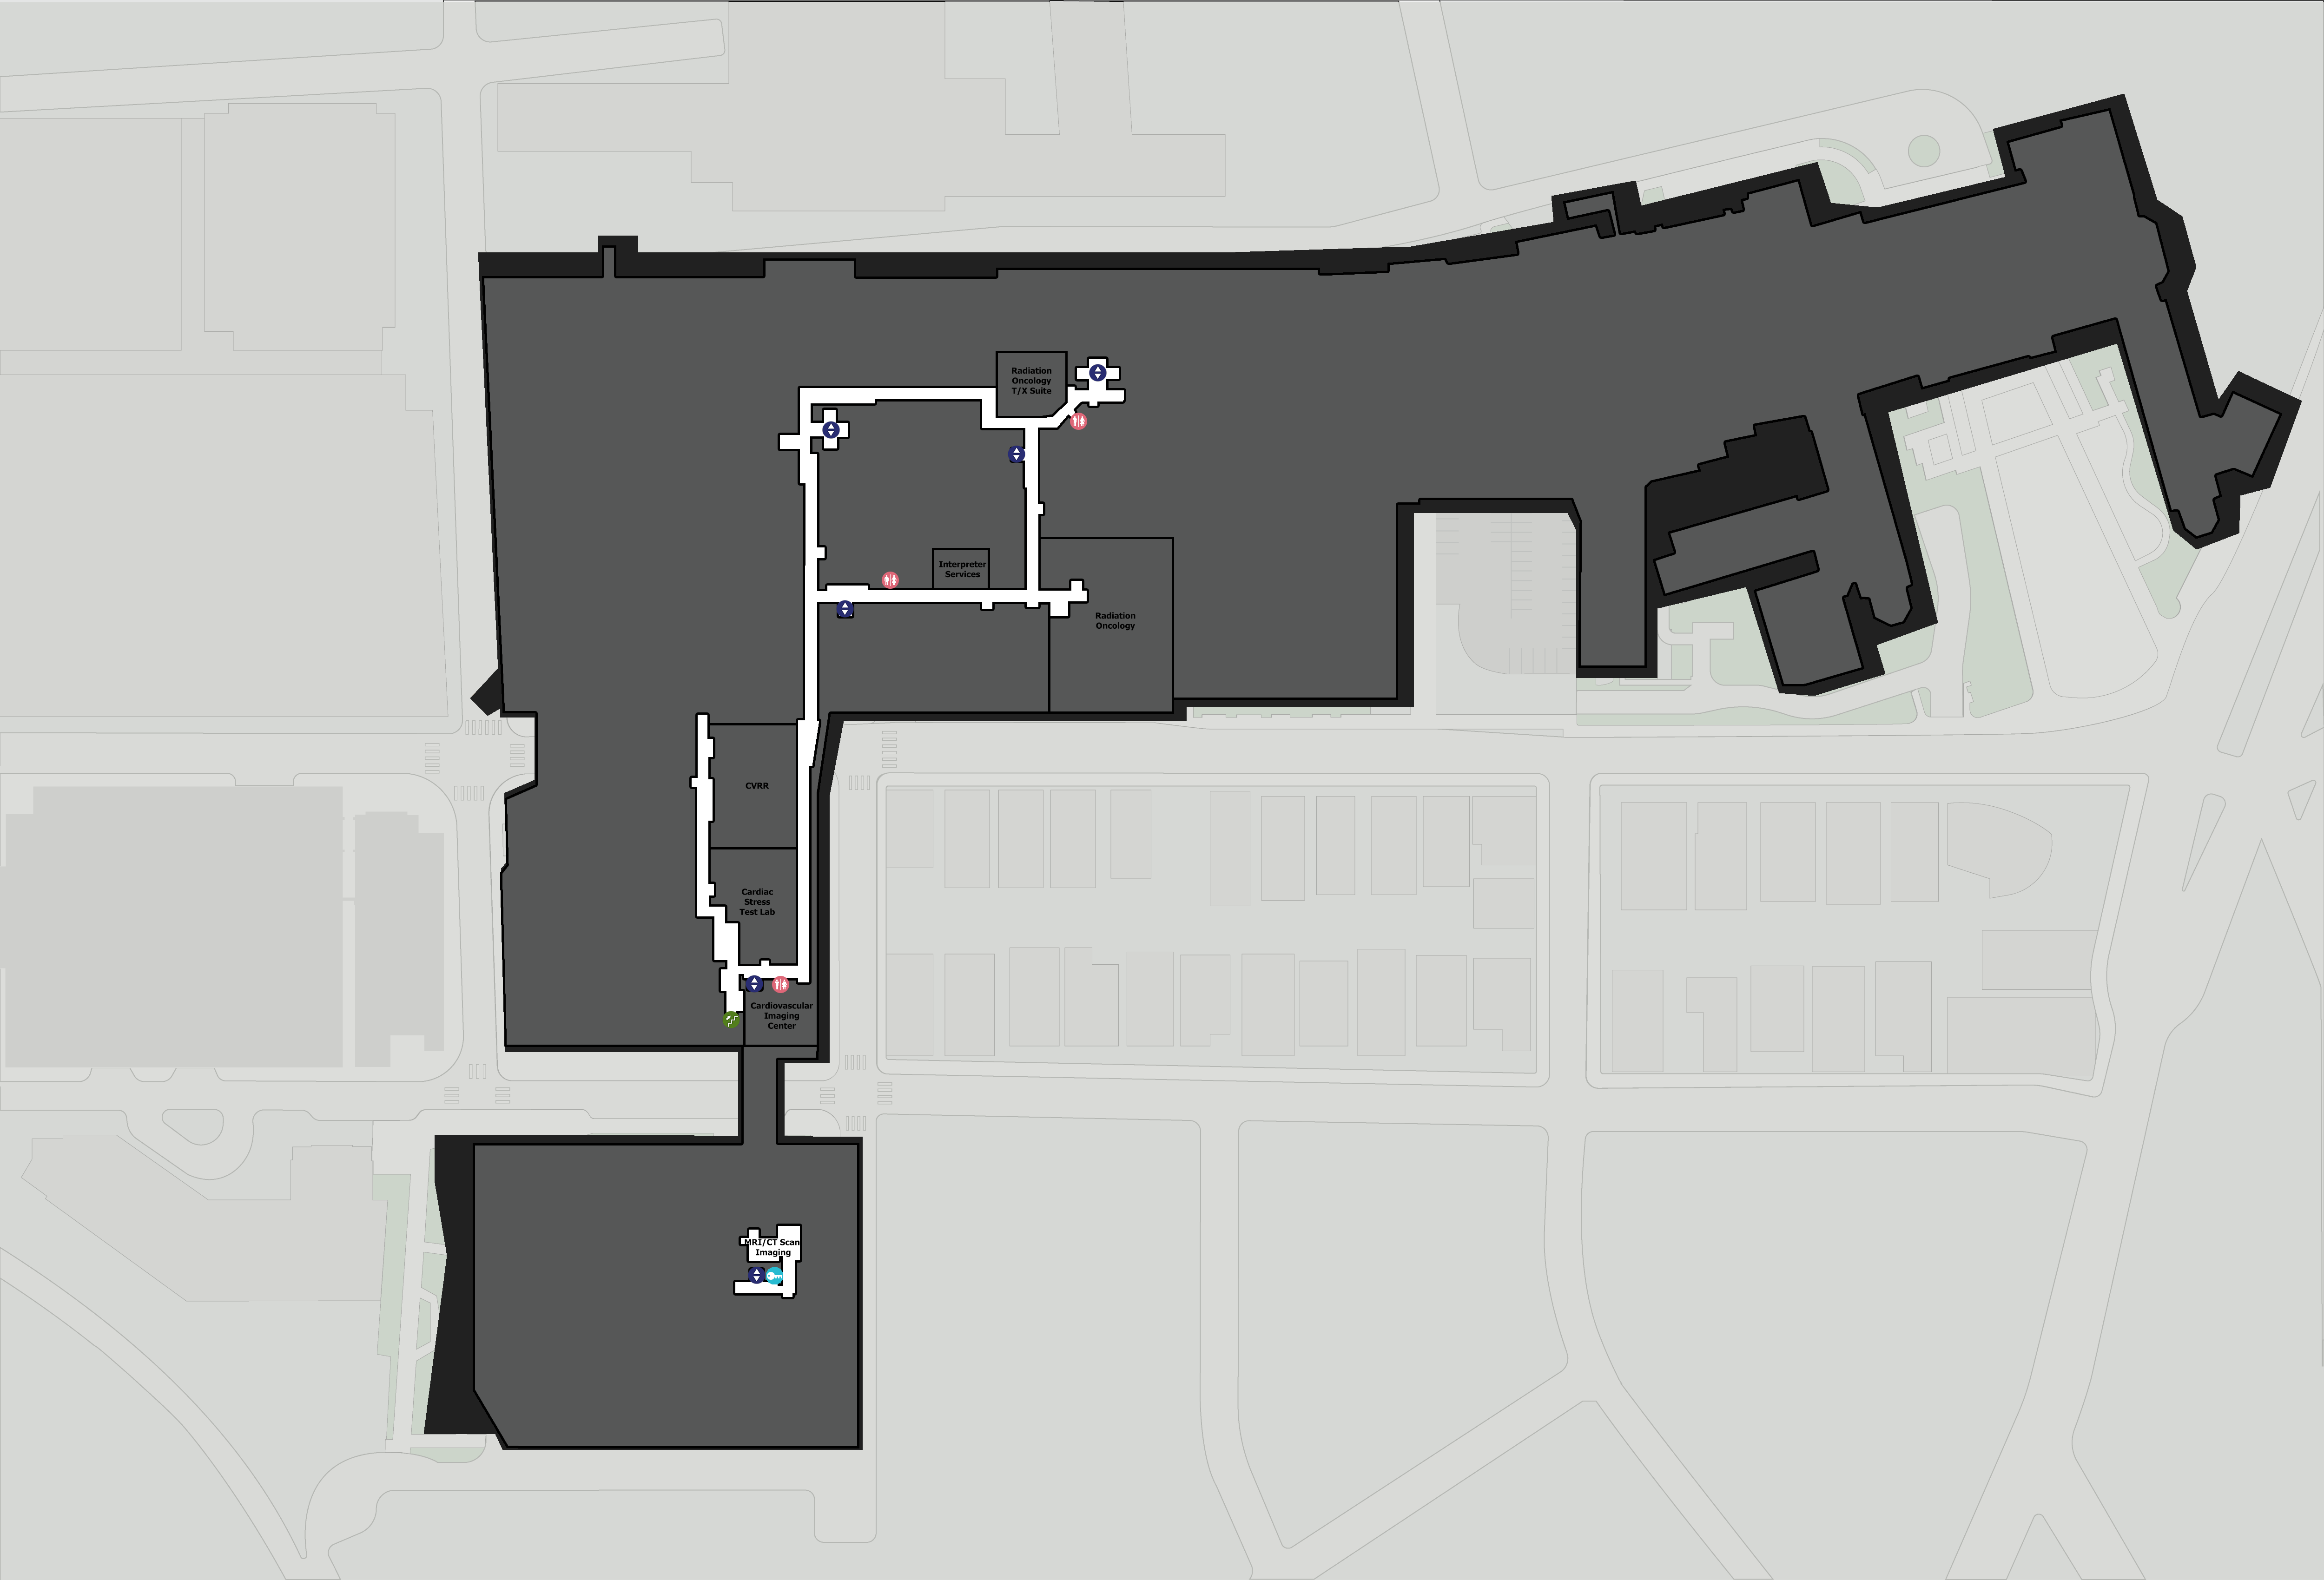 Radiation
Oncology
T/X Suite
Interpreter
Services
Radiation
Oncology
CVRR
Cardiac
Stress
Test Lab
Cardiovascular
Imaging
Center
MRI/CT Scan
Imaging